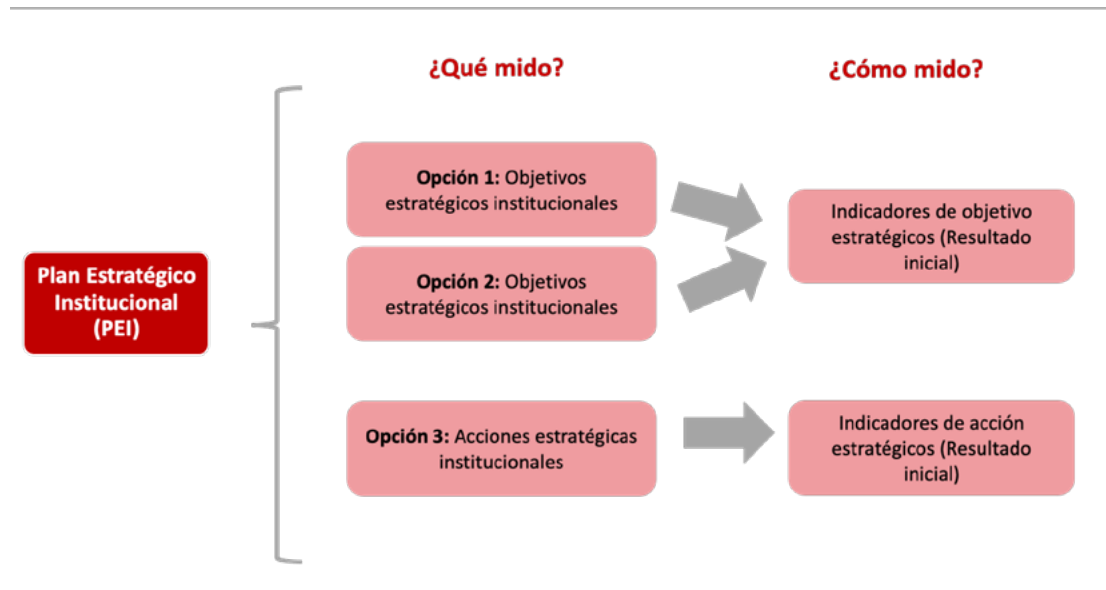 ¿Qué mido?
¿Cómo mido?
Plan Estratégico
Institucional
(PEI)
Opción 1: Objetivos
estratégicos institucionales
Opción 2: Objetivos
estratégicos institucionales
Opción 3: Acciones estratégicas
institucionales
Indicadores de objetivo
estratégicos (Resultado
inicial)
Indicadores de acción
estratégicos (Resultado
inicial)